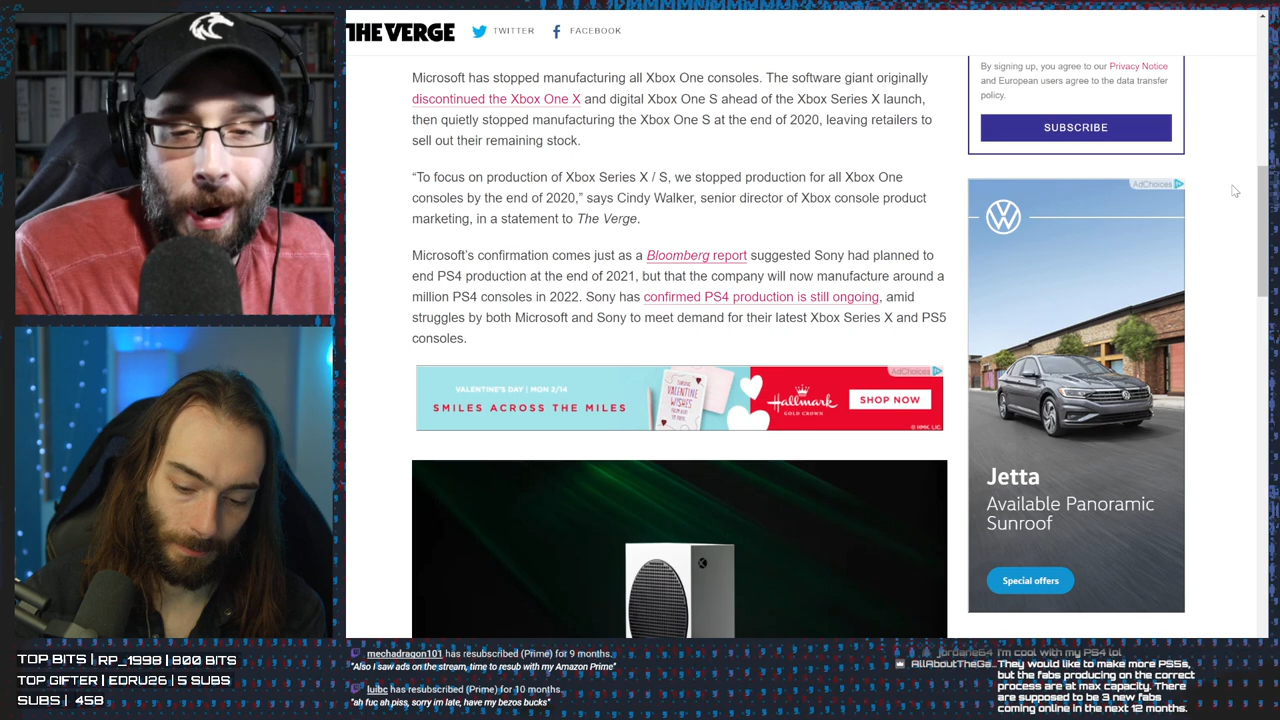 THE VERGE
TWITTER
FACEBOOK
Microsoft has stopped manufacturing all Xbox One consoles. The software giant originally
discontinued the Xbox One X and digital Xbox One S ahead of the Xbox Series X launch,
then quietly stopped manufacturing the Xbox One S at the end of 2020, leaving retailers to
sell out their remaining stock.
“To focus on production of Xbox Series X / S, we stopped production for all Xbox One
consoles by the end of 2020,” says Cindy Walker, senior director of Xbox console product
marketing, in a statement to The Verge.
Microsoft’s confirmation comes just as a Bloomberg report suggested Sony had planned to
end PS4 production at the end of 2021, but that the company will now manufacture around a
million PS4 consoles in 2022. Sony has confirmed PS4 production is still ongoing, amid
struggles by both Microsoft and Sony to meet demand for their latest Xbox Series X and PS5
consoles.
AdChoices
VALENTINE'S DAY | MON 2/14
SMILES ACROSS THE MILES
VALENTINE WISHES
Hallmark
GOLD CROWN
SHOP NOW
© HMK, LLC.
By signing up, you agree to our Privacy Notice
and European users agree to the data transfer
policy.
SUBSCRIBE
AdChoices
Jetta
Available Panoramic
Sunroof
Special offers
TOP BITS | RP_1998 | 800 BITS
TOP GIFTER | EDRU26 | 5 SUBS
SUBS | 458
mechadragon101 has resubscribed (Prime) for 9 months.
"Also I saw ads on the stream, time to resub with my Amazon Prime"
luibc has resubscribed (Prime) for 10 months.
"ah fuc ah piss, sorry im late, have my bezos bucks"
I'm cool with my PS4 lol
AllAboutTheGa...
They would like to make more PS5s,
but the fabs producing on the correct
process are at max capacity. There
are supposed to be 3 new fabs
coming online in the next 12 months.